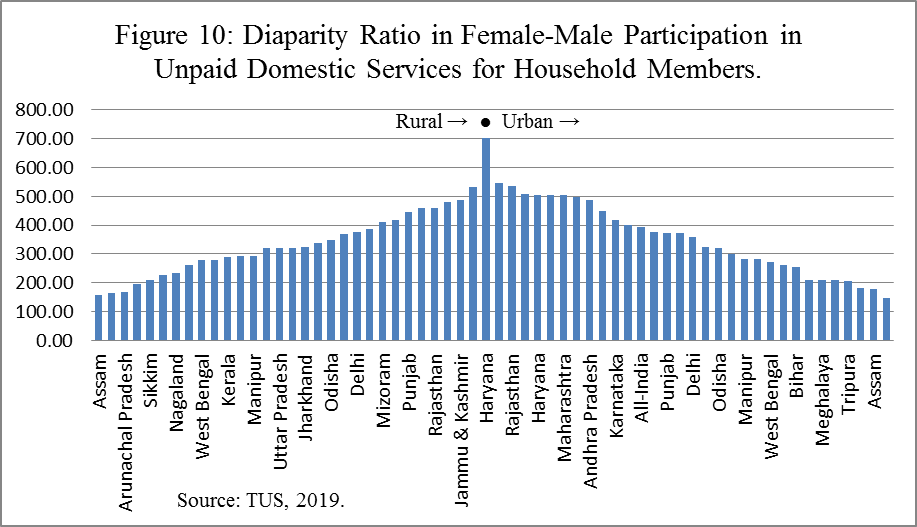 Figure 10: Diaparity Ratio in Female-Male Participation in
Unpaid Domestic Services for Household Members.
800.00
700.00
600.00
500.00
400.00
300.00
200.00
100.00
0.00
Rural → ● Urban →
Assam
Arunachal Pradesh
Sikkim
Nagaland
West Bengal
Kerala
Manipur
Uttar Pradesh
Jharkhand
Odisha
Delhi
Mizoram
Punjab
Rajasthan
Jammu & Kashmir
Haryana
Rajasthan
Haryana
Maharashtra
Andhra Pradesh
Karnataka
All-India
Punjab
Delhi
Odisha
Manipur
West Bengal
Bihar
Meghalaya
Tripura
Assam
Source: TUS, 2019.